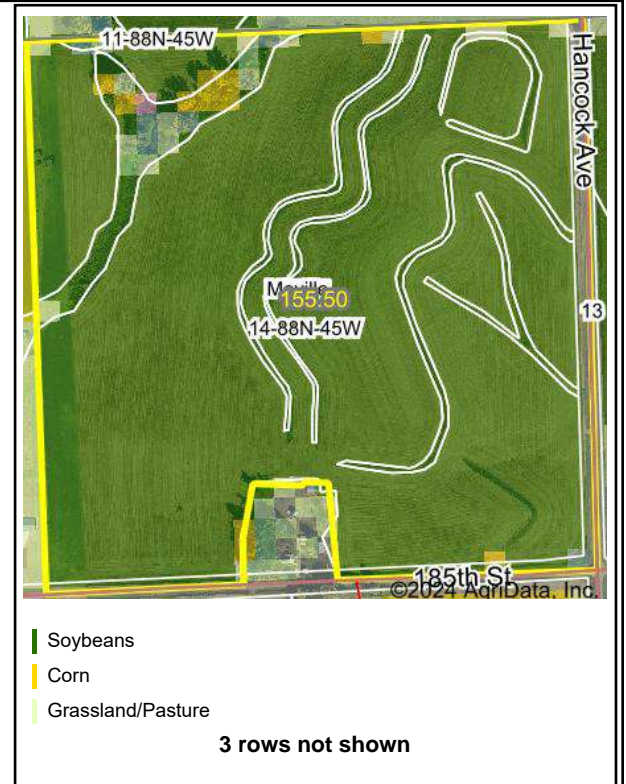 11-88N-45W
Hancock Ave
Moville
155.50
14-88N-45W
13
185th St
©2024 AgriData, Inc.
Soybeans
Corn
Grassland/Pasture
3 rows not shown